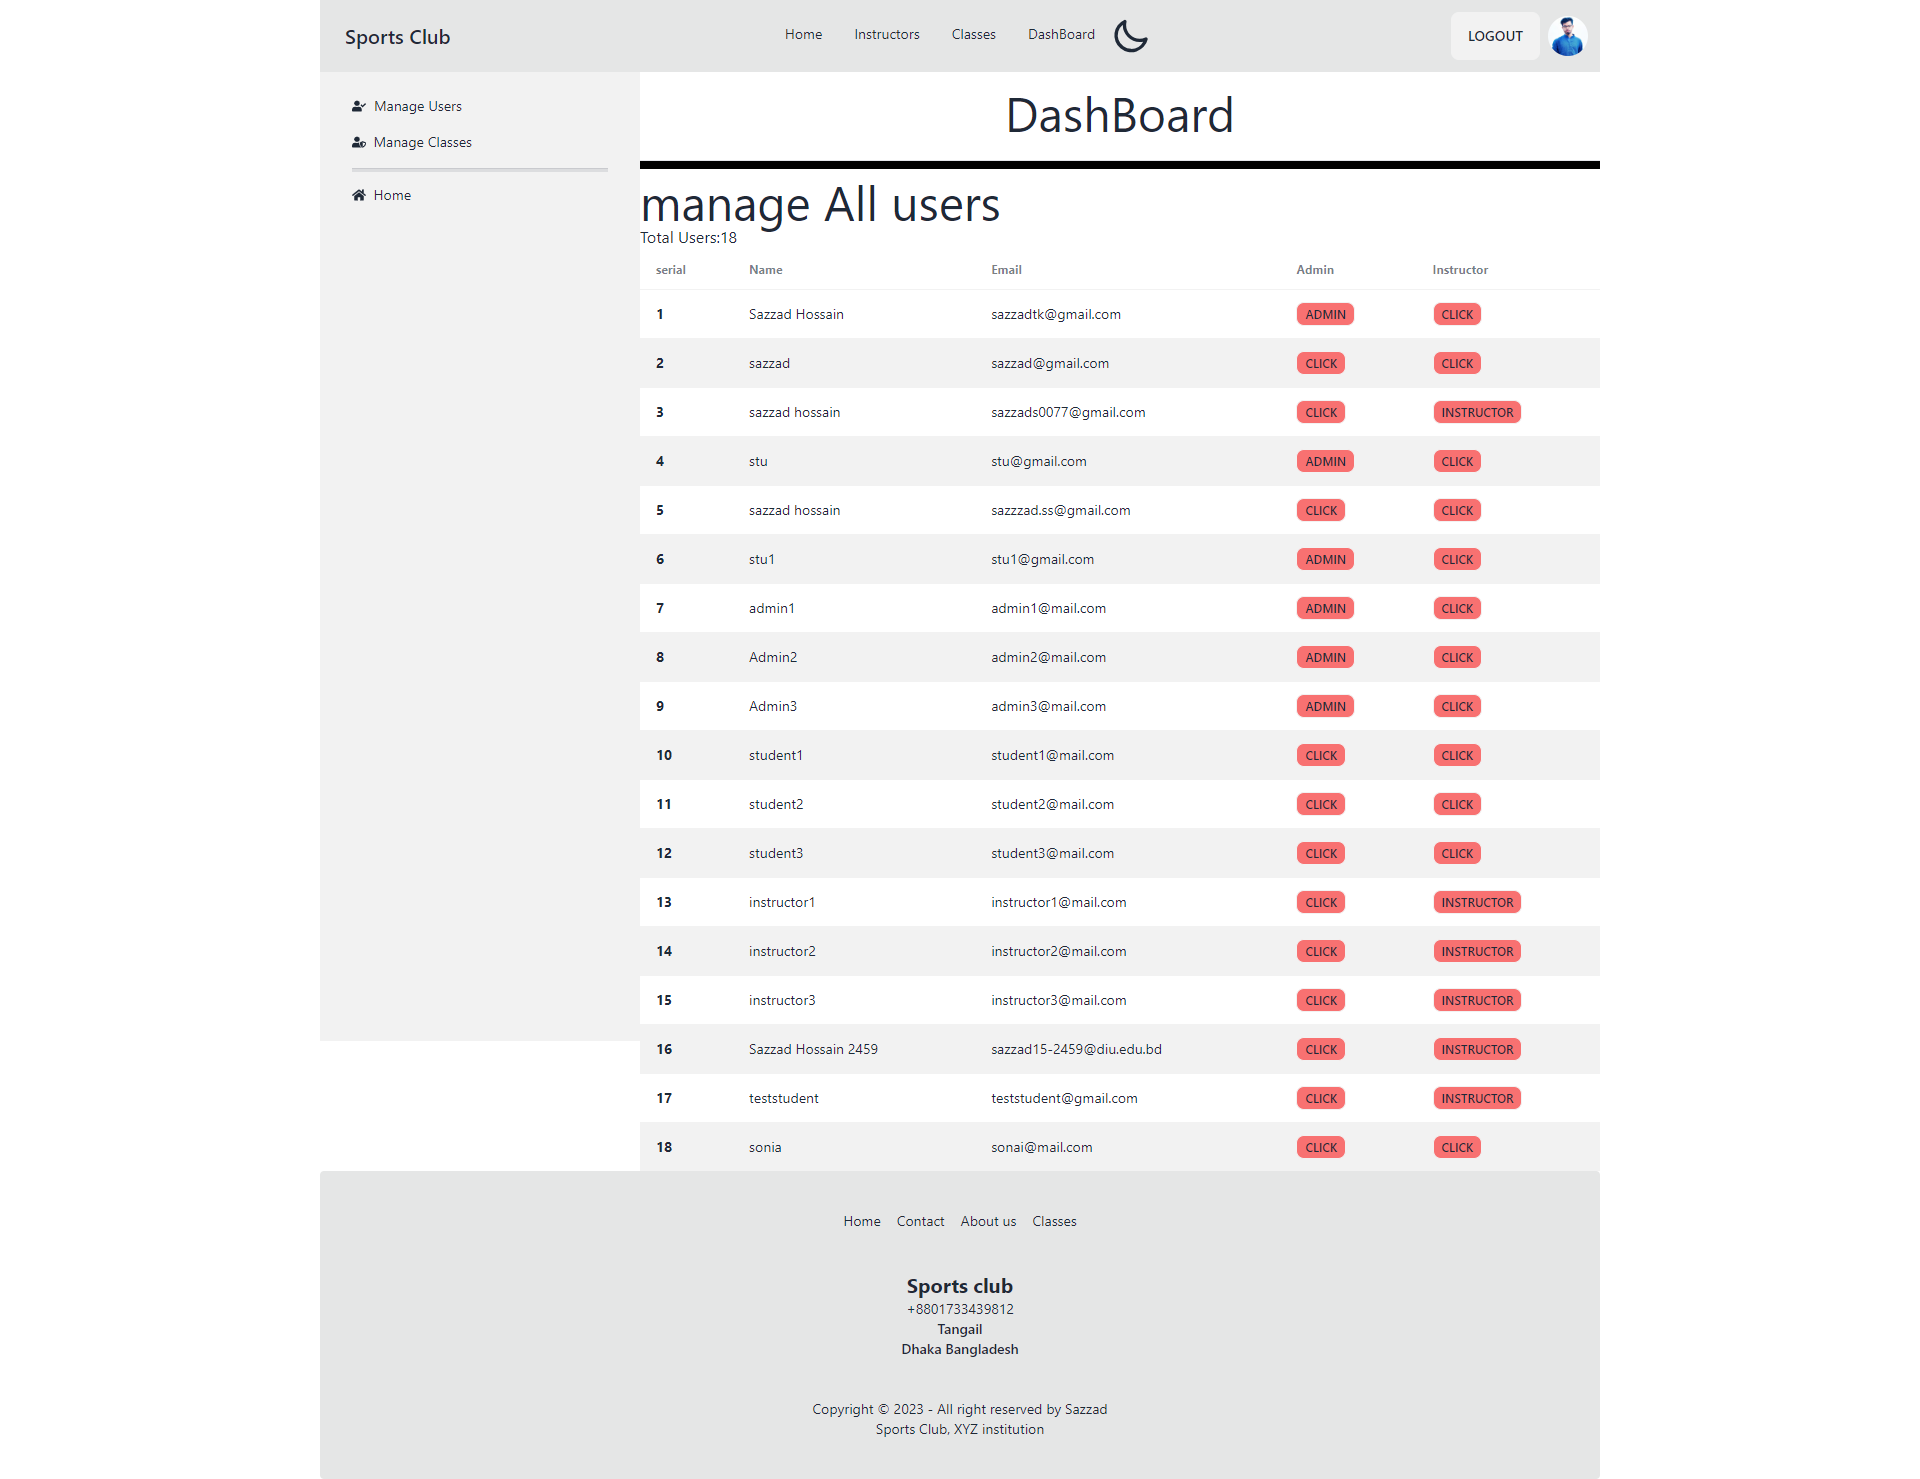 Sports Club
Home Instructors Classes DashBoard
LOGOUT
Manage Users
Manage Classes
Home
DashBoard
manage All users
Total Users:18
serial Name Email Admin Instructor
1 Sazzad Hossain sazzadtk@gmail.com ADMIN CLICK
2 sazzad sazzad@gmail.com CLICK CLICK
3 sazzad hossain sazzads0077@gmail.com CLICK INSTRUCTOR
4 stu stu@gmail.com ADMIN CLICK
5 sazzad hossain sazzzad.ss@gmail.com CLICK CLICK
6 stu1 stu1@gmail.com ADMIN CLICK
7 admin1 admin1@mail.com ADMIN CLICK
8 Admin2 admin2@mail.com ADMIN CLICK
9 Admin3 admin3@mail.com ADMIN CLICK
10 student1 student1@mail.com CLICK CLICK
11 student2 student2@mail.com CLICK CLICK
12 student3 student3@mail.com CLICK CLICK
13 instructor1 instructor1@mail.com CLICK INSTRUCTOR
14 instructor2 instructor2@mail.com CLICK INSTRUCTOR
15 instructor3 instructor3@mail.com CLICK INSTRUCTOR
16 Sazzad Hossain 2459 sazzad15-2459@diu.edu.bd CLICK INSTRUCTOR
17 teststudent teststudent@gmail.com CLICK INSTRUCTOR
18 sonia sonai@mail.com CLICK CLICK
Home Contact About us Classes
Sports club
+8801733439812
Tangail
Dhaka Bangladesh
Copyright © 2023 - All right reserved by Sazzad
Sports Club, XYZ institution